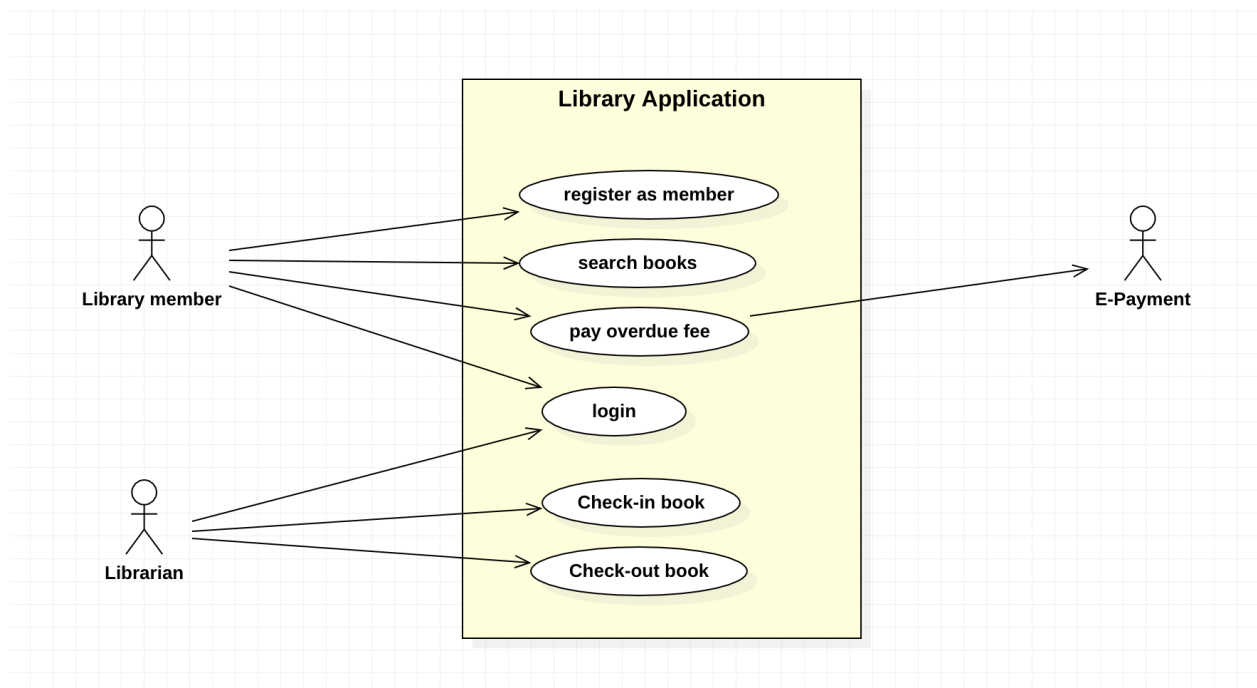 Library Application
register as member
search books
Library member
pay overdue fee
E-Payment
login
Check-in book
Librarian
Check-out book